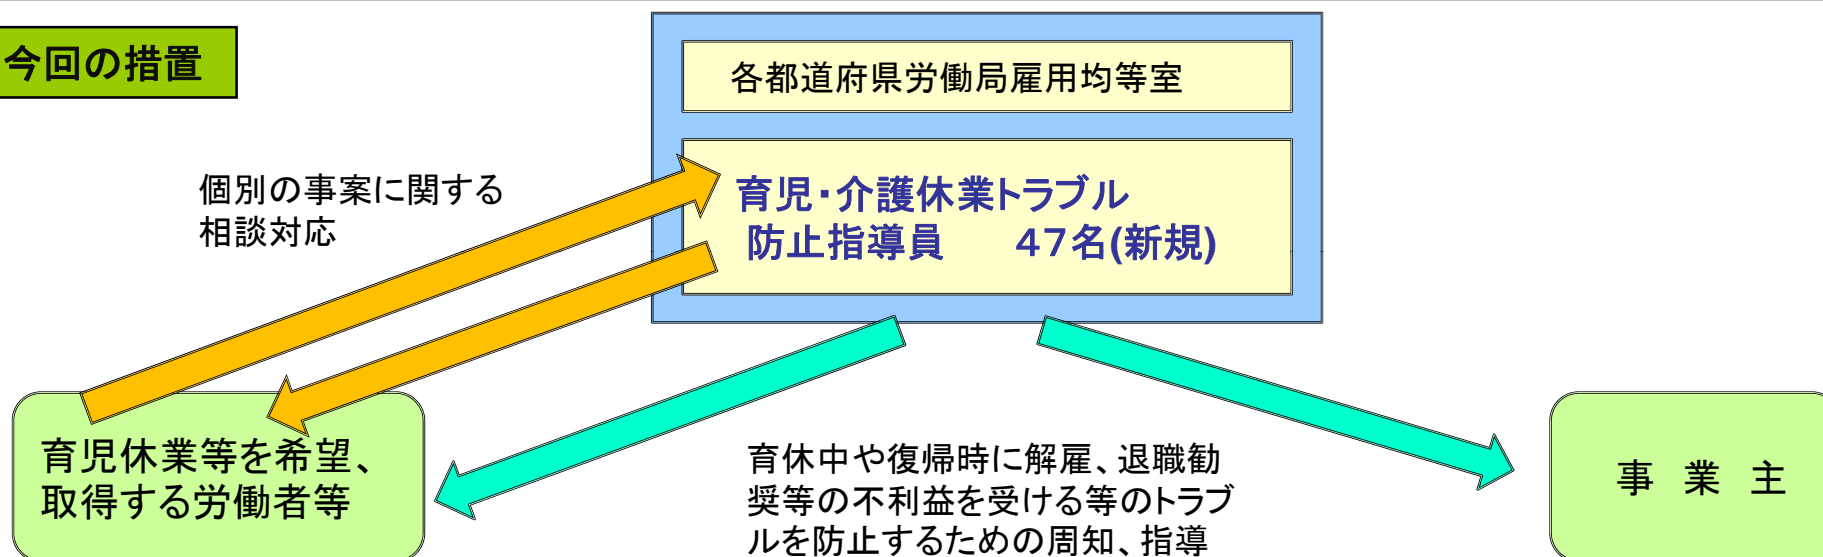 今回の措置
各都道府県労働局雇用均等室
個別の事案に関する
相談対応
育児・介護休業トラブル
防止指導員　　47名(新規)
育児休業等を希望、
取得する労働者等
育休中や復帰時に解雇、退職勧
奨等の不利益を受ける等のトラブ
ルを防止するための周知、指導
事　業　主